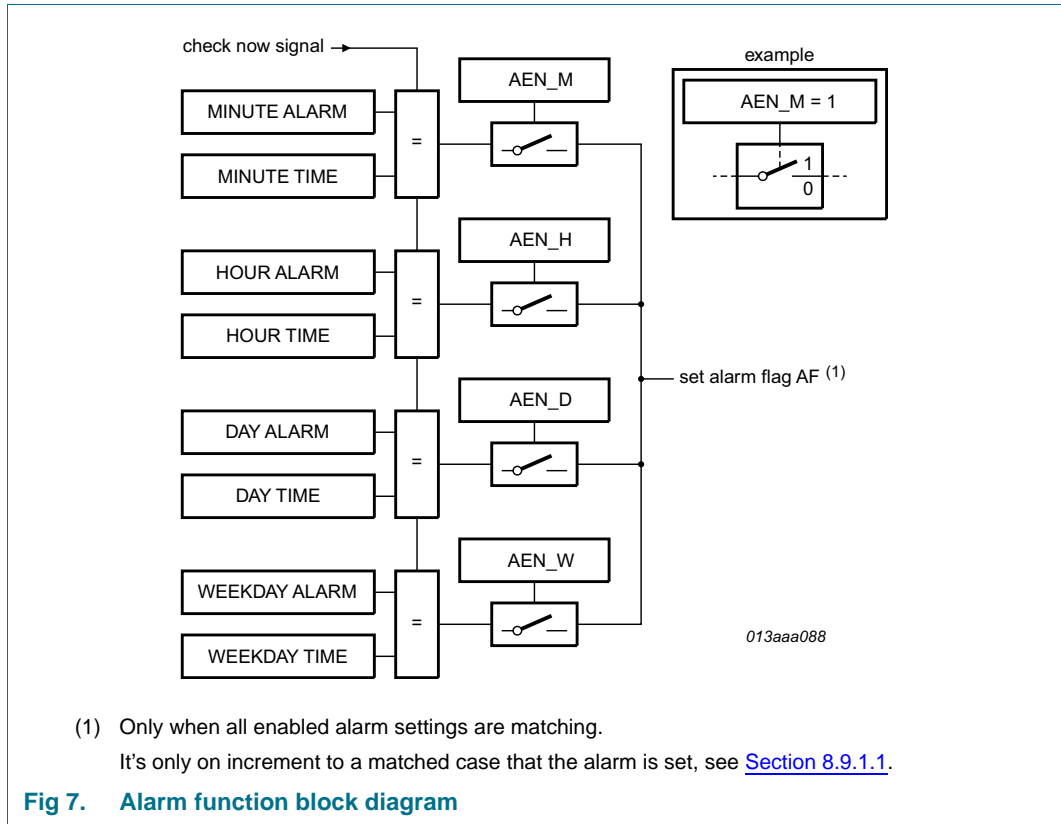 check now signal
example
MINUTE ALARM
MINUTE TIME
=
AEN_M
AEN_M = 1
1
0
HOUR ALARM
HOUR TIME
=
AEN_H
DAY ALARM
DAY TIME
=
AEN_D
set alarm flag AF (1)
WEEKDAY ALARM
WEEKDAY TIME
=
AEN_W
013aaa088
(1) Only when all enabled alarm settings are matching.
It's only on increment to a matched case that the alarm is set, see Section 8.9.1.1.
Fig 7. Alarm function block diagram